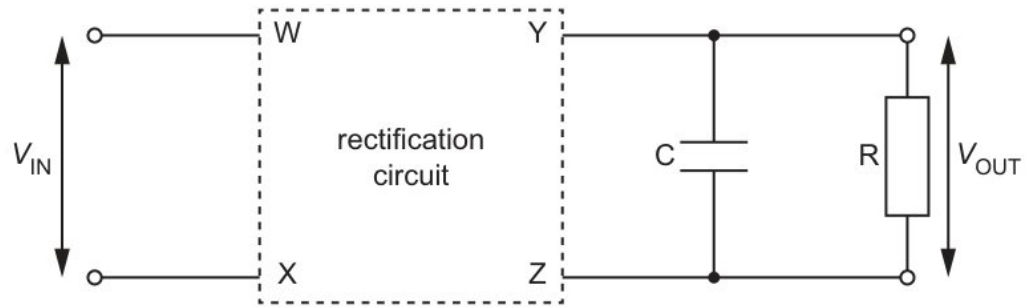 W
Y
V_IN
rectification
circuit
C
R
V_OUT
X
Z